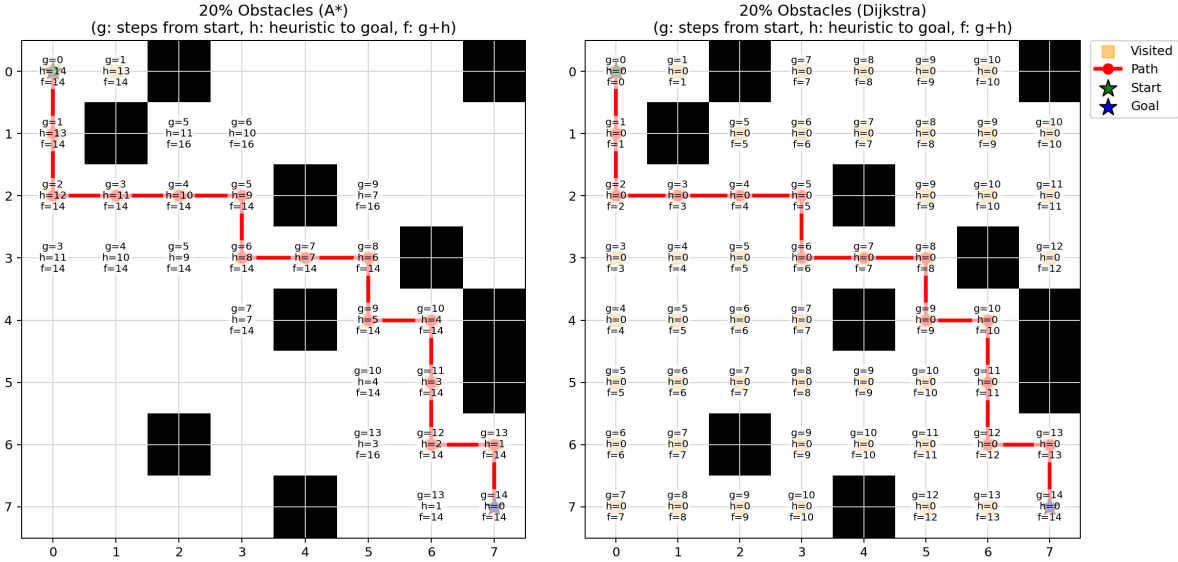 20% Obstacles (A*)
(g: steps from start, h: heuristic to goal, f: g+h)
g=0 g=1
0 h=14 h=13
f=14 f=14
g=1 g=5 g=6
1 h=13 h=11 h=10
f=14 f=16 f=16
g=2 g=3 g=4 g=5 g=9
2 h=12 h=11 h=10 h=9 h=7
f=14 f=14 f=14 f=14 f=16
g=3 g=4 g=5 g=6 g=7 g=8
3 h=11 h=10 h=9 h=8 h=7 h=6
f=14 f=14 f=14 f=14 f=14 f=14
g=7 g=9 g=10
4 h=7 h=5 h=4
f=14 f=14 f=14
g=10 g=11
5 h=4 h=3
f=14 f=14
g=13 g=12 g=13
6 h=3 h=2 h=1
f=16 f=14 f=14
g=13 g=14
7 h=1 h=0
f=14 f=14
0 1 2 3 4 5 6 7
20% Obstacles (Dijkstra)
(g: steps from start, h: heuristic to goal, f: g+h)
g=0 g=1 g=7 g=8 g=9 g=10
0 h=0 h=0 h=0 h=0 h=0 h=0
f=0 f=1 f=7 f=8 f=9 f=10
g=1 g=5 g=6 g=7 g=8 g=9 g=10
1 h=0 h=0 h=0 h=0 h=0 h=0 h=0
f=1 f=5 f=6 f=7 f=8 f=9 f=10
g=2 g=3 g=4 g=5 g=9 g=10 g=11
2 h=0 h=0 h=0 h=0 h=0 h=0 h=0
f=2 f=3 f=4 f=5 f=9 f=10 f=11
g=3 g=4 g=5 g=6 g=7 g=8 g=12
3 h=0 h=0 h=0 h=0 h=0 h=0 h=0
f=3 f=4 f=5 f=6 f=7 f=8 f=12
g=4 g=5 g=6 g=7 g=9 g=10
4 h=0 h=0 h=0 h=0 h=0 h=0
f=4 f=5 f=6 f=7 f=9 f=10
g=5 g=6 g=7 g=8 g=9 g=10 g=11
5 h=0 h=0 h=0 h=0 h=0 h=0 h=0
f=5 f=6 f=7 f=8 f=9 f=10 f=11
g=6 g=7 g=9 g=10 g=11 g=12 g=13
6 h=0 h=0 h=0 h=0 h=0 h=0 h=0
f=6 f=7 f=9 f=10 f=11 f=12 f=13
g=7 g=8 g=9 g=10 g=12 g=13 g=14
7 h=0 h=0 h=0 h=0 h=0 h=0 h=0
f=7 f=8 f=9 f=10 f=12 f=13 f=14
0 1 2 3 4 5 6 7
Visited
Path
Start
Goal